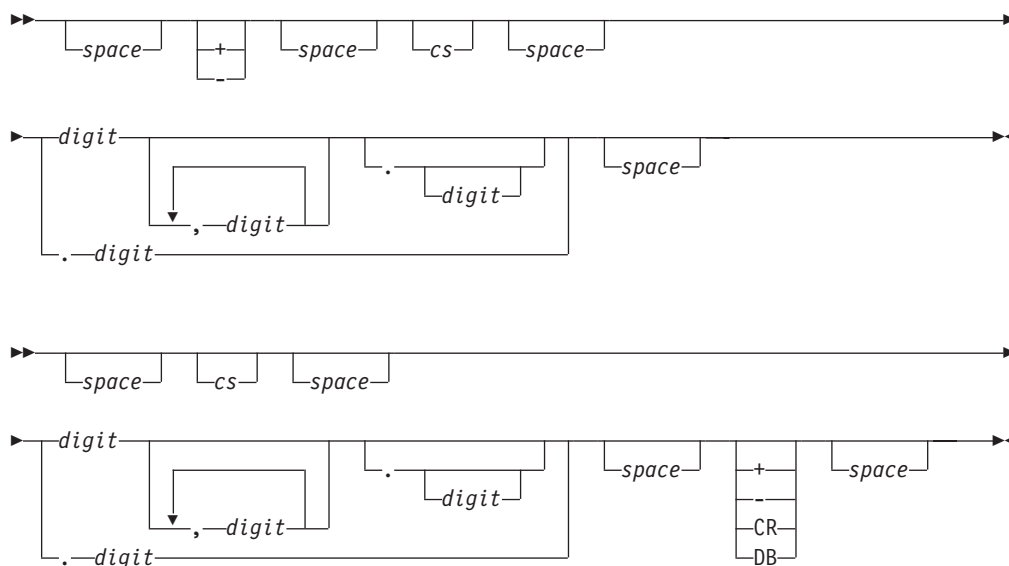 space + space cs space
-
digit .
digit space
, digit
. digit
space cs space
digit .
digit space + space
, digit -
CR
. digit DB